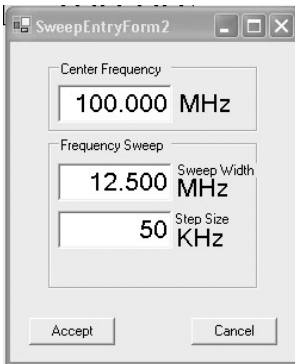 SweepEntryForm2
Center Frequency
100.000 MHz
Frequency Sweep
12.500 Sweep Width MHz
50 Step Size KHz
Accept Cancel